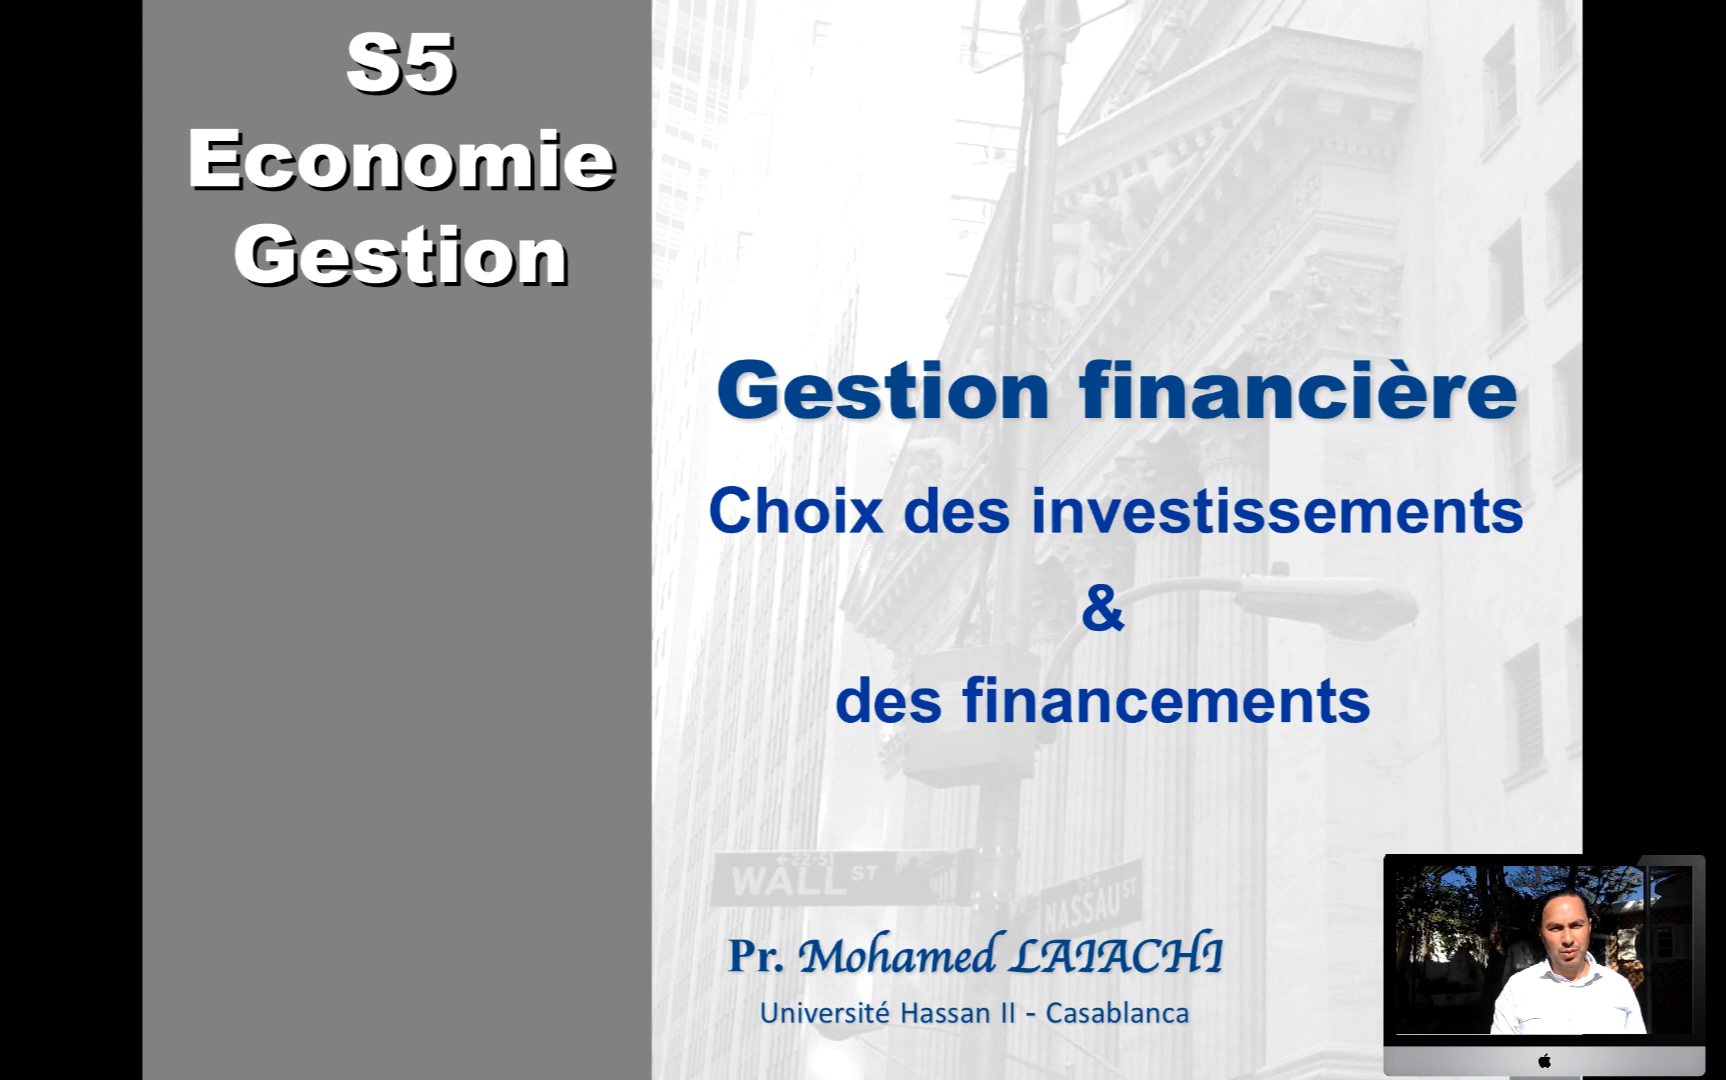 S5
Economie
Gestion
Gestion financière
Choix des investissements
&
des financements
WALL ST
NASSAU ST
Pr. Mohamed LAIACHI
Université Hassan II - Casablanca